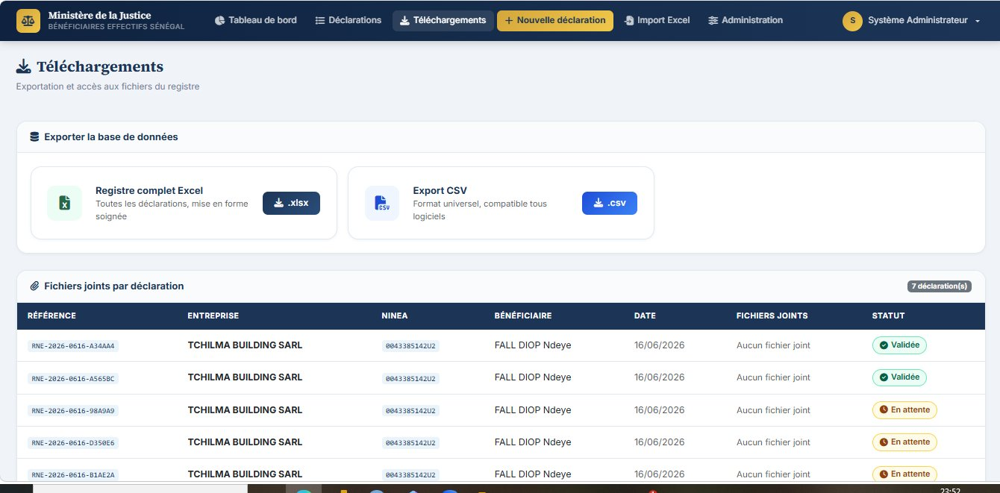 Ministère de la Justice
BÉNÉFICIAIRES EFFECTIFS SÉNÉGAL
Tableau de bord
Déclarations
Téléchargements
+ Nouvelle déclaration
Import Excel
Administration
S
Système Administrateur
Téléchargements
Exportation et accès aux fichiers du registre
Exporter la base de données
Registre complet Excel
Toutes les déclarations, mise en forme
soignée
.xlsx
Export CSV
Format universel, compatible tous
logiciels
.csv
Fichiers joints par déclaration
7 déclaration(s)
RÉFÉRENCE ENTREPRISE NINEA BÉNÉFICIAIRE DATE FICHIERS JOINTS STATUT
RNE-2026-0616-A34AA4 TCHILMA BUILDING SARL 0043385142U2 FALL DIOP Ndeye 16/06/2026 Aucun fichier joint Validée
RNE-2026-0616-A565BC TCHILMA BUILDING SARL 0043385142U2 FALL DIOP Ndeye 16/06/2026 Aucun fichier joint Validée
RNE-2026-0616-98A9A9 TCHILMA BUILDING SARL 0043385142U2 FALL DIOP Ndeye 16/06/2026 Aucun fichier joint En attente
RNE-2026-0616-D350E6 TCHILMA BUILDING SARL 0043385142U2 FALL DIOP Ndeye 16/06/2026 Aucun fichier joint En attente
RNE-2026-0616-B1AE2A TCHILMA BUILDING SARL 0043385142U2 FALL DIOP Ndeye 16/06/2026 Aucun fichier joint En attente
23:52